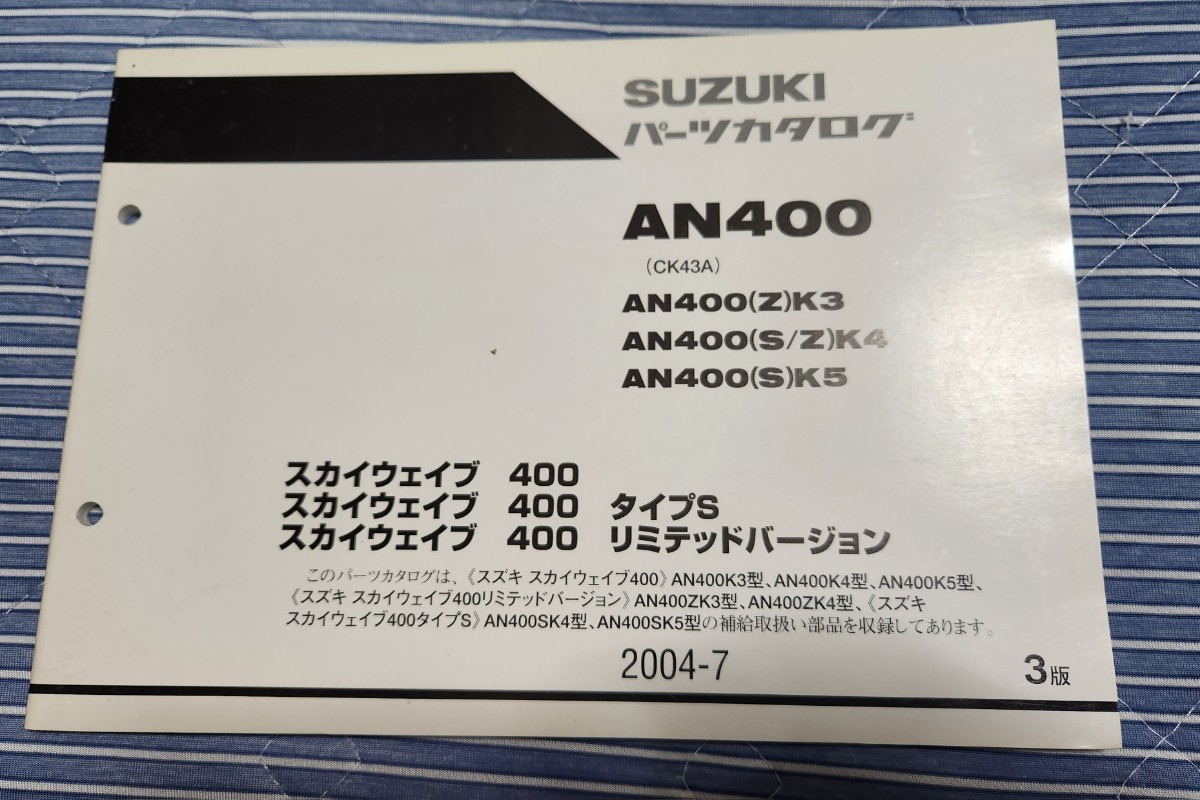 SUZUKI
パーツカタログ
AN400
(CK43A)
AN400(Z)K3
AN400(S/Z)K4
AN400(S)K5
スカイウェイブ 400
スカイウェイブ 400 タイプS
スカイウェイブ 400 リミテッドバージョン
このパーツカタログは、《スズキ スカイウェイブ400》AN400K3型、AN400K4型、AN400K5型、
《スズキ スカイウェイブ400リミテッドバージョン》AN400ZK3型、AN400ZK4型、《スズキ
スカイウェイブ400タイプS》AN400SK4型、AN400SK5型の補給取扱い部品を収録してあります。
2004-7
3版